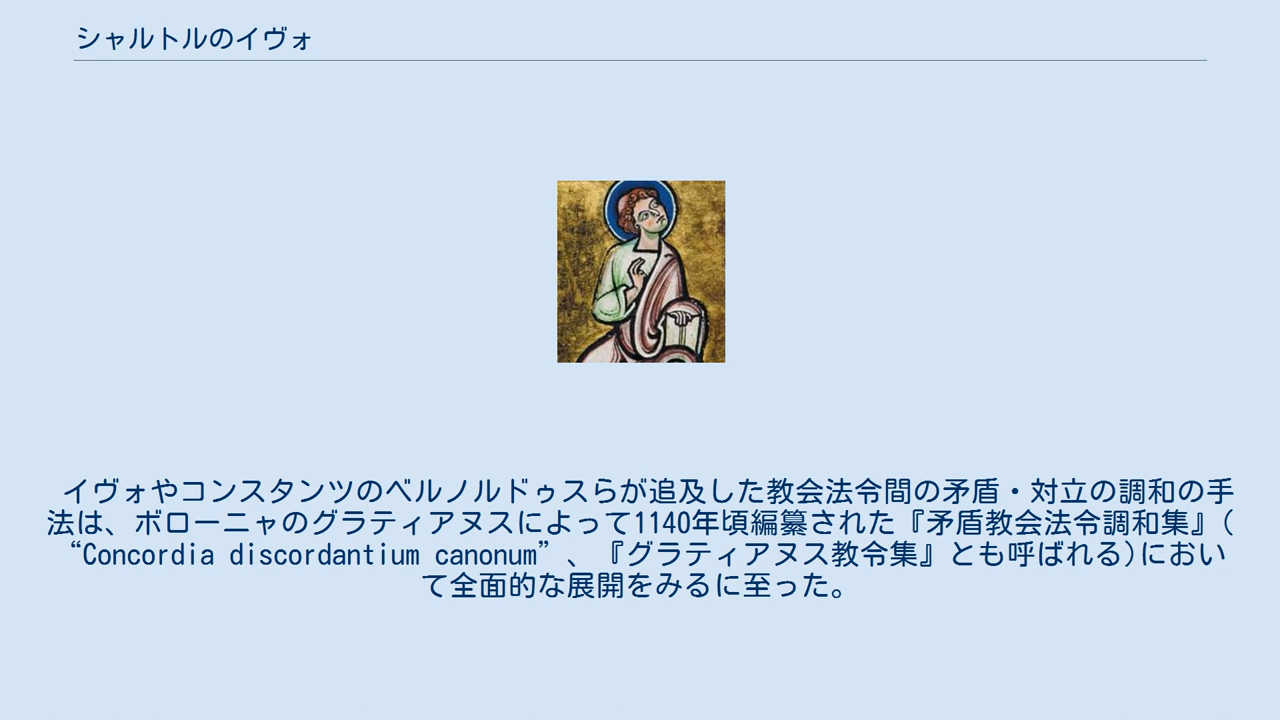 シャルトルのイヴォ
イヴォやコンスタンツのベルノルドゥスらが追及した教会法令間の矛盾・対立の調和の手
法は、ボローニャのグラティアヌスによって1140年頃編纂された『矛盾教会法令調和集』(
“Concordia discordantium canonum”、『グラティアヌス教令集』とも呼ばれる)におい
て全面的な展開をみるに至った。